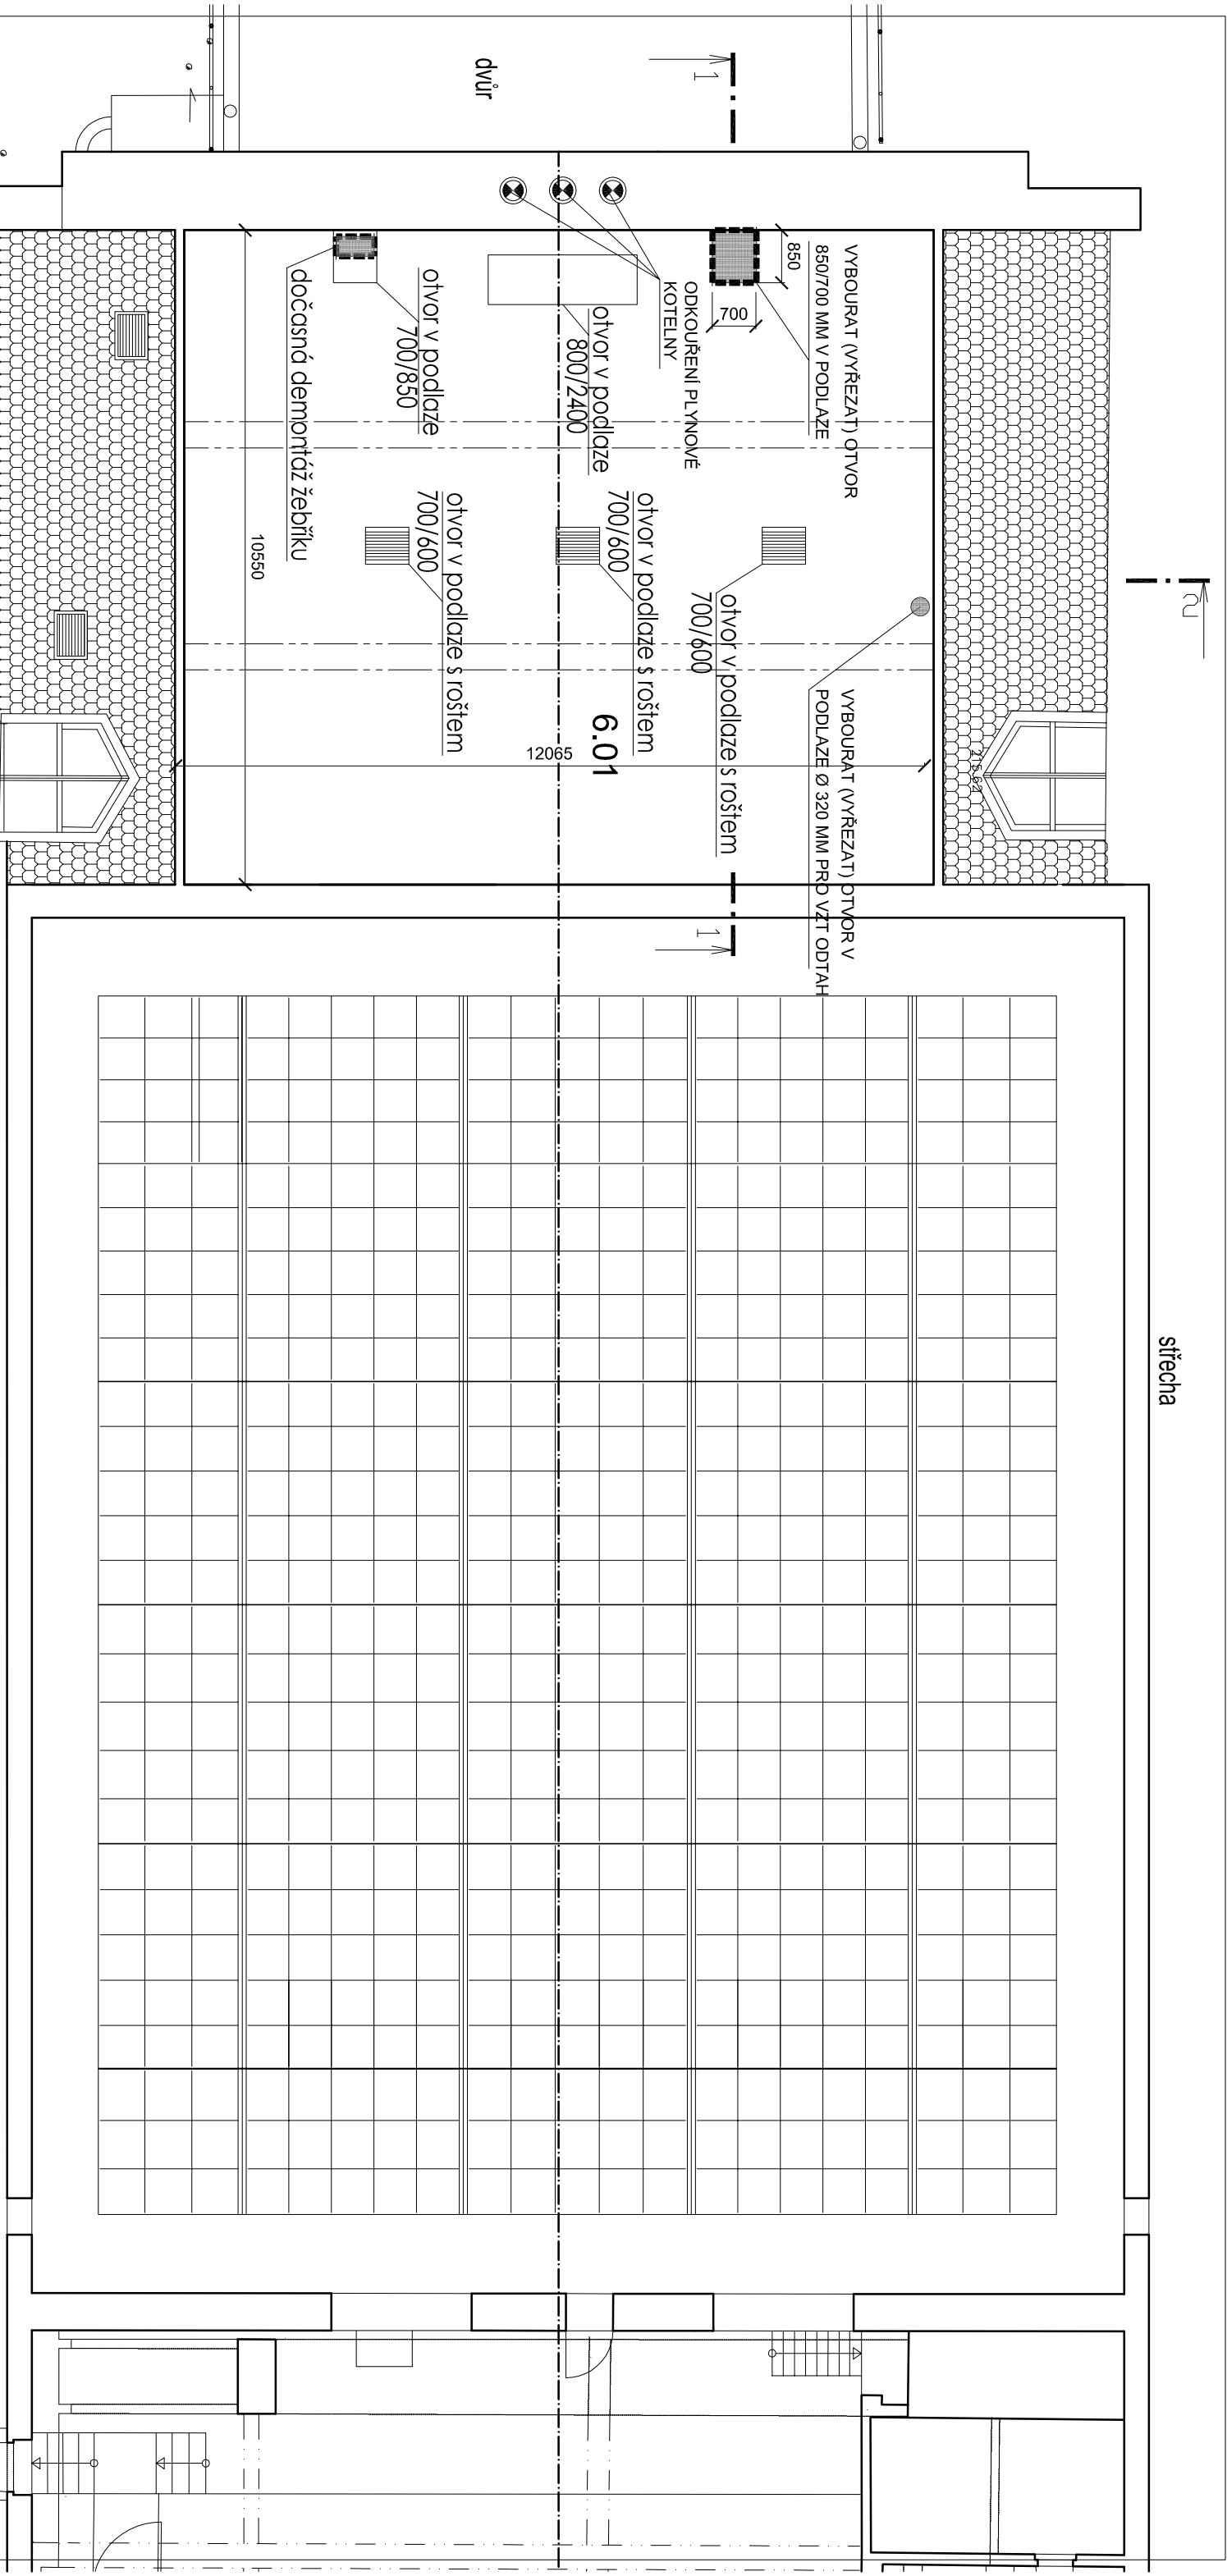 dvůr
1
VYBOURAT (VYŘEZAT) OTVOR
850/700 MM V PODLAZE
850
700
ODKOUŘENÍ PLYNOVÉ
KOTELNY
otvor v podlaze
800/2400
otvor v podlaze
700/850
dočasná demontáž žebříku
2
otvor v podlaze s roštem
700/600
otvor v podlaze s roštem
700/600
otvor v podlaze s roštem
700/600
10550
6.01
12065
VYBOURAT (VYŘEZAT) OTVOR V
PODLAZE Ø 320 MM PRO VZT ODTAH
215,62
1
střecha